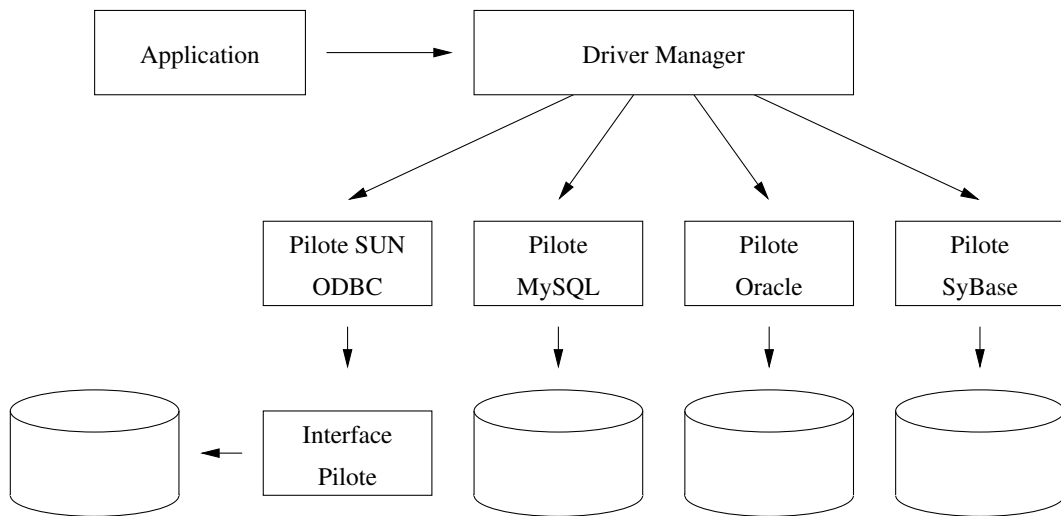 Application
Driver Manager
Pilote SUN
ODBC
Pilote
MySQL
Pilote
Oracle
Pilote
SyBase
Interface
Pilote